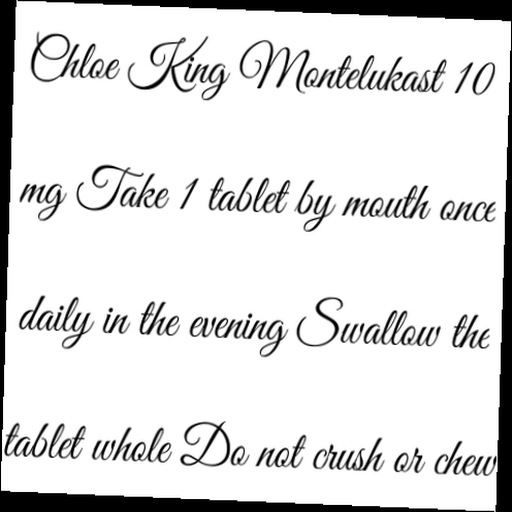 Chloe King Montelukast 10
mg Take 1 tablet by mouth once
daily in the evening Swallow the
tablet whole Do not crush or chew